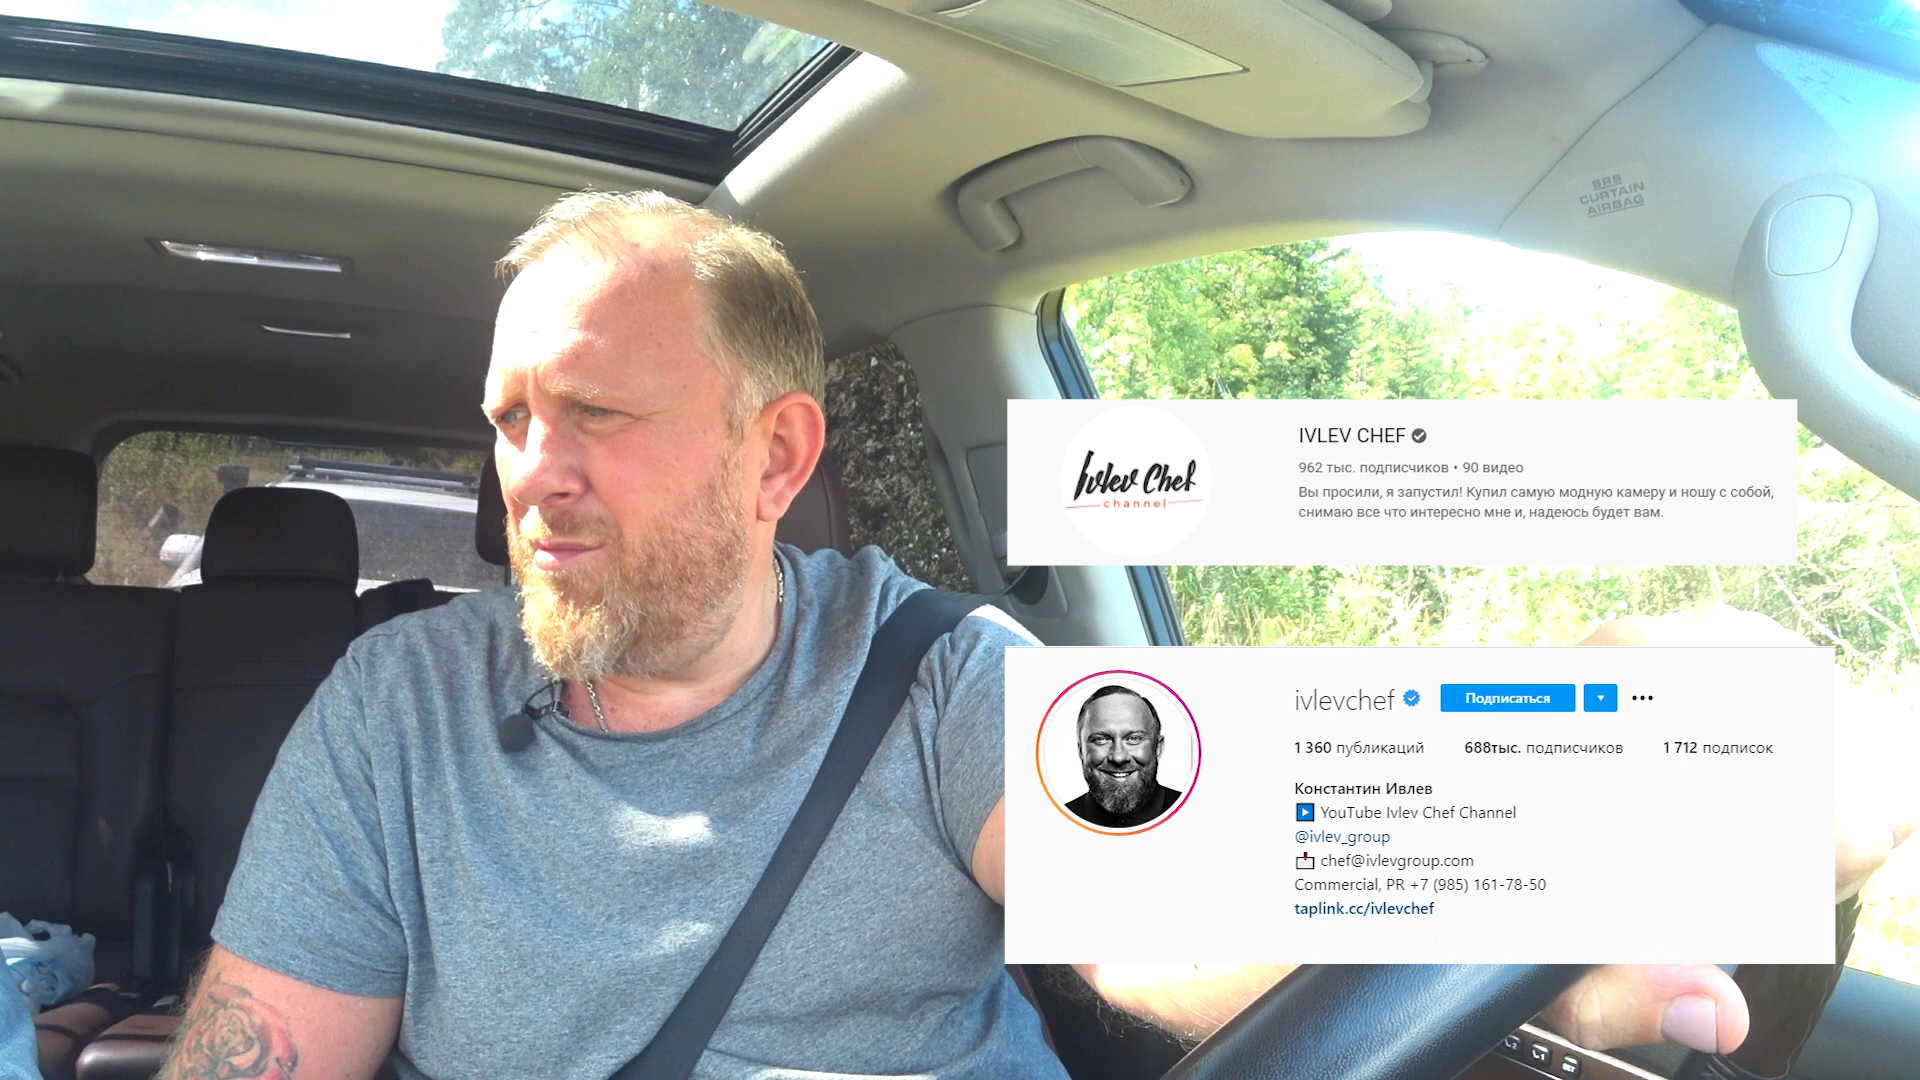 SRS
CURTAIN
AIRBAG
Ivlev Chef
channel
IVLEV CHEF
962 тыс. подписчиков • 90 видео
Вы просили, я запустил! Купил самую модную камеру и ношу с собой,
снимаю все что интересно мне и, надеюсь будет вам.
ivlevchef
Подписаться
1 360 публикаций 688тыс. подписчиков 1 712 подписок
Константин Ивлев
YouTube Ivlev Chef Channel
@ivlev_group
chef@ivlevgroup.com
Commercial, PR +7 (985) 161-78-50
taplink.cc/ivlevchef
SET